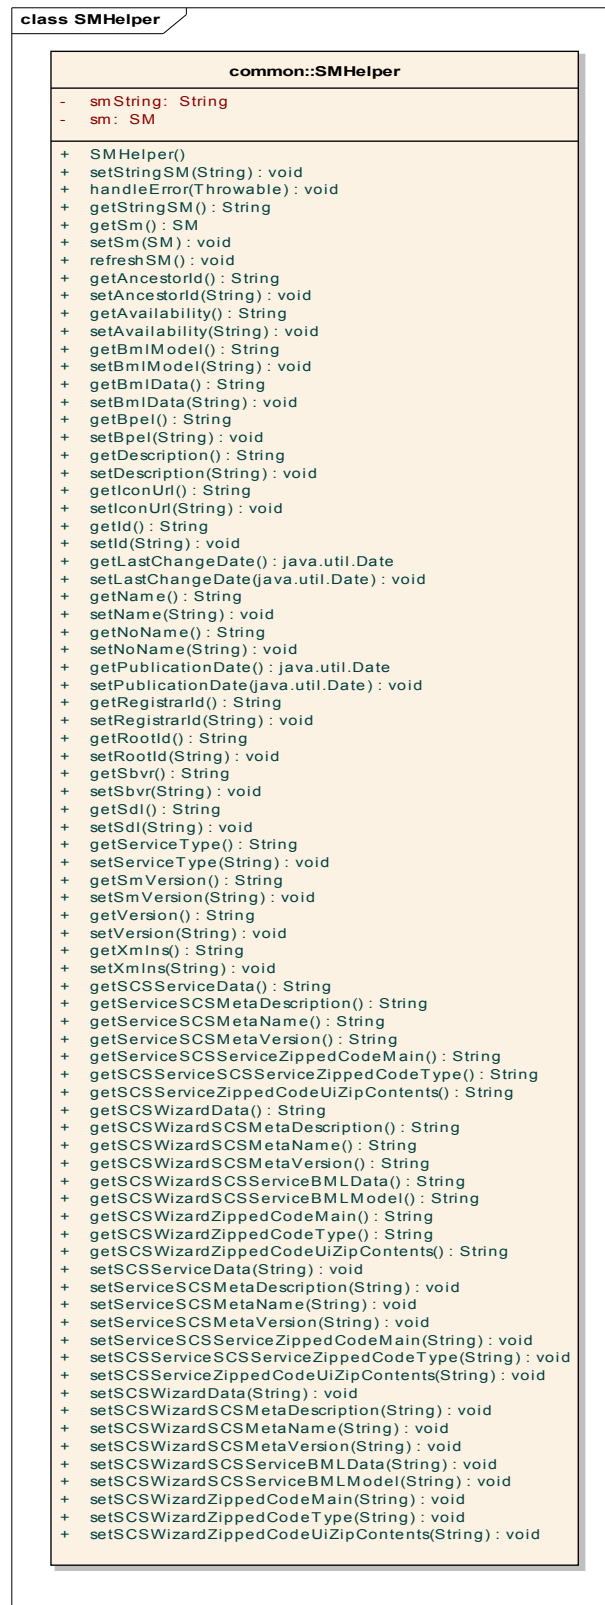 class SMHelper
common::SMHelper
- smString: String
- sm: SM
+ SMHelper()
+ setStringSM(String) : void
+ handleError(Throwable) : void
+ getStringSM() : String
+ getSm() : SM
+ setSm(SM) : void
+ refreshSM() : void
+ getAncestorId() : String
+ setAncestorId(String) : void
+ getAvailability() : String
+ setAvailability(String) : void
+ getBmlModel() : String
+ setBmlModel(String) : void
+ getBmlData() : String
+ setBmlData(String) : void
+ getBpel() : String
+ setBpel(String) : void
+ getDescription() : String
+ setDescription(String) : void
+ getIconUrl() : String
+ setIconUrl(String) : void
+ getId() : String
+ setId(String) : void
+ getLastChangeDate() : java.util.Date
+ setLastChangeDate(java.util.Date) : void
+ getName() : String
+ setName(String) : void
+ getNoName() : String
+ setNoName(String) : void
+ getPublicationDate() : java.util.Date
+ setPublicationDate(java.util.Date) : void
+ getRegistrarId() : String
+ setRegistrarId(String) : void
+ getRootId() : String
+ setRootId(String) : void
+ getSbvr() : String
+ setSbvr(String) : void
+ getSdl() : String
+ setSdl(String) : void
+ getServiceType() : String
+ setServiceType(String) : void
+ getSmVersion() : String
+ setSmVersion(String) : void
+ getVersion() : String
+ setVersion(String) : void
+ getXmlns() : String
+ setXmlns(String) : void
+ getSCSServiceData() : String
+ getServiceSCSMetaDescription() : String
+ getServiceSCSMetaName() : String
+ getServiceSCSMetaVersion() : String
+ getServiceSCSServiceZippedCodeMain() : String
+ getSCSServiceSCSServiceZippedCodeType() : String
+ getSCSServiceZippedCodeUiZipContents() : String
+ getSCSWizardData() : String
+ getSCSWizardSCSMetaDescription() : String
+ getSCSWizardSCSMetaName() : String
+ getSCSWizardSCSMetaVersion() : String
+ getSCSWizardSCSServiceBMLData() : String
+ getSCSWizardSCSServiceBMLModel() : String
+ getSCSWizardZippedCodeMain() : String
+ getSCSWizardZippedCodeType() : String
+ getSCSWizardZippedCodeUiZipContents() : String
+ setSCSServiceData(String) : void
+ setServiceSCSMetaDescription(String) : void
+ setServiceSCSMetaName(String) : void
+ setServiceSCSMetaVersion(String) : void
+ setServiceSCSServiceZippedCodeMain(String) : void
+ setSCSServiceSCSServiceZippedCodeType(String) : void
+ setSCSServiceZippedCodeUiZipContents(String) : void
+ setSCSWizardData(String) : void
+ setSCSWizardSCSMetaDescription(String) : void
+ setSCSWizardSCSMetaName(String) : void
+ setSCSWizardSCSMetaVersion(String) : void
+ setSCSWizardSCSServiceBMLData(String) : void
+ setSCSWizardSCSServiceBMLModel(String) : void
+ setSCSWizardZippedCodeMain(String) : void
+ setSCSWizardZippedCodeType(String) : void
+ setSCSWizardZippedCodeUiZipContents(String) : void